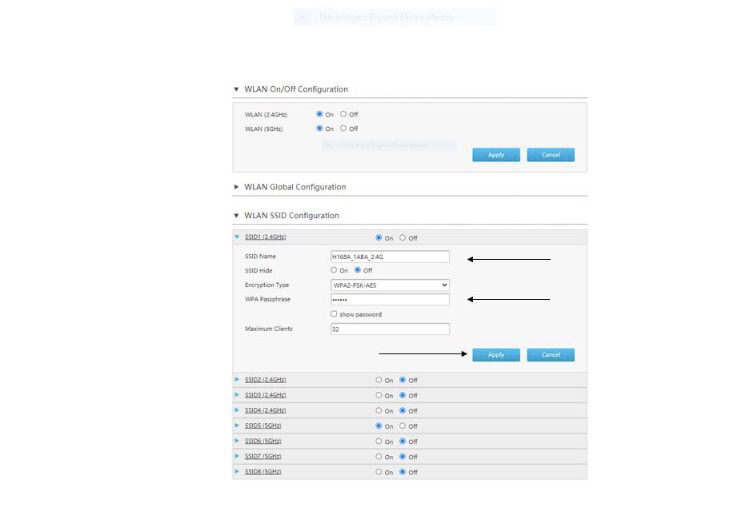 Dikdörtgen Biçimli Ekran Alıntısı
WLAN On/Off Configuration
WLAN (2.4GHz) On Off
WLAN (5GHz) On Off
Apply Cancel
WLAN Global Configuration
WLAN SSID Configuration
SSID1 (2.4GHz) On Off
SSID Name H168A_1ABA_2.4G
SSID Hide On Off
Encryption Type WPA2-PSK-AES
WPA Passphrase ••••••
show password
Maximum Clients 32
Apply Cancel
SSID2 (2.4GHz) On Off
SSID3 (2.4GHz) On Off
SSID4 (2.4GHz) On Off
SSID5 (5GHz) On Off
SSID6 (5GHz) On Off
SSID7 (5GHz) On Off
SSID8 (5GHz) On Off